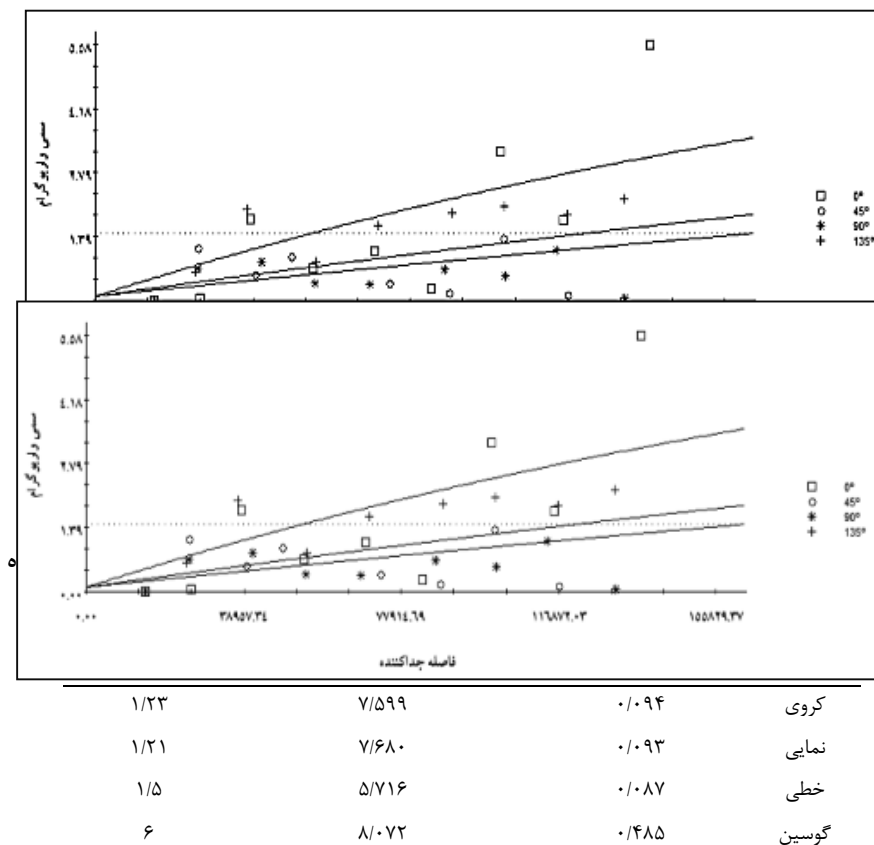 ۵.۵۸
۴.۱۸
۲.۷۹
۱.۳۹
سمی واریوگرام
0°
45°
90°
135°
۵.۵۸
۴.۱۸
۲.۷۹
۱.۳۹
۰.۰۰
سمی واریوگرام
0°
45°
90°
135°
ه
۰.۰۰ ۳۸۹۵۷.۳۴ ۷۷۹۱۴.۶۹ ۱۱۶۸۷۲.۰۳ ۱۵۵۸۲۹.۳۷
فاصله جداکننده
کروی ۰/۰۹۴ ۷/۵۹۹ ۱/۲۳
نمایی ۰/۰۹۳ ۷/۶۸۰ ۱/۲۱
خطی ۰/۰۸۷ ۵/۷۱۶ ۱/۵
گوسین ۰/۴۸۵ ۸/۰۷۲ ۶